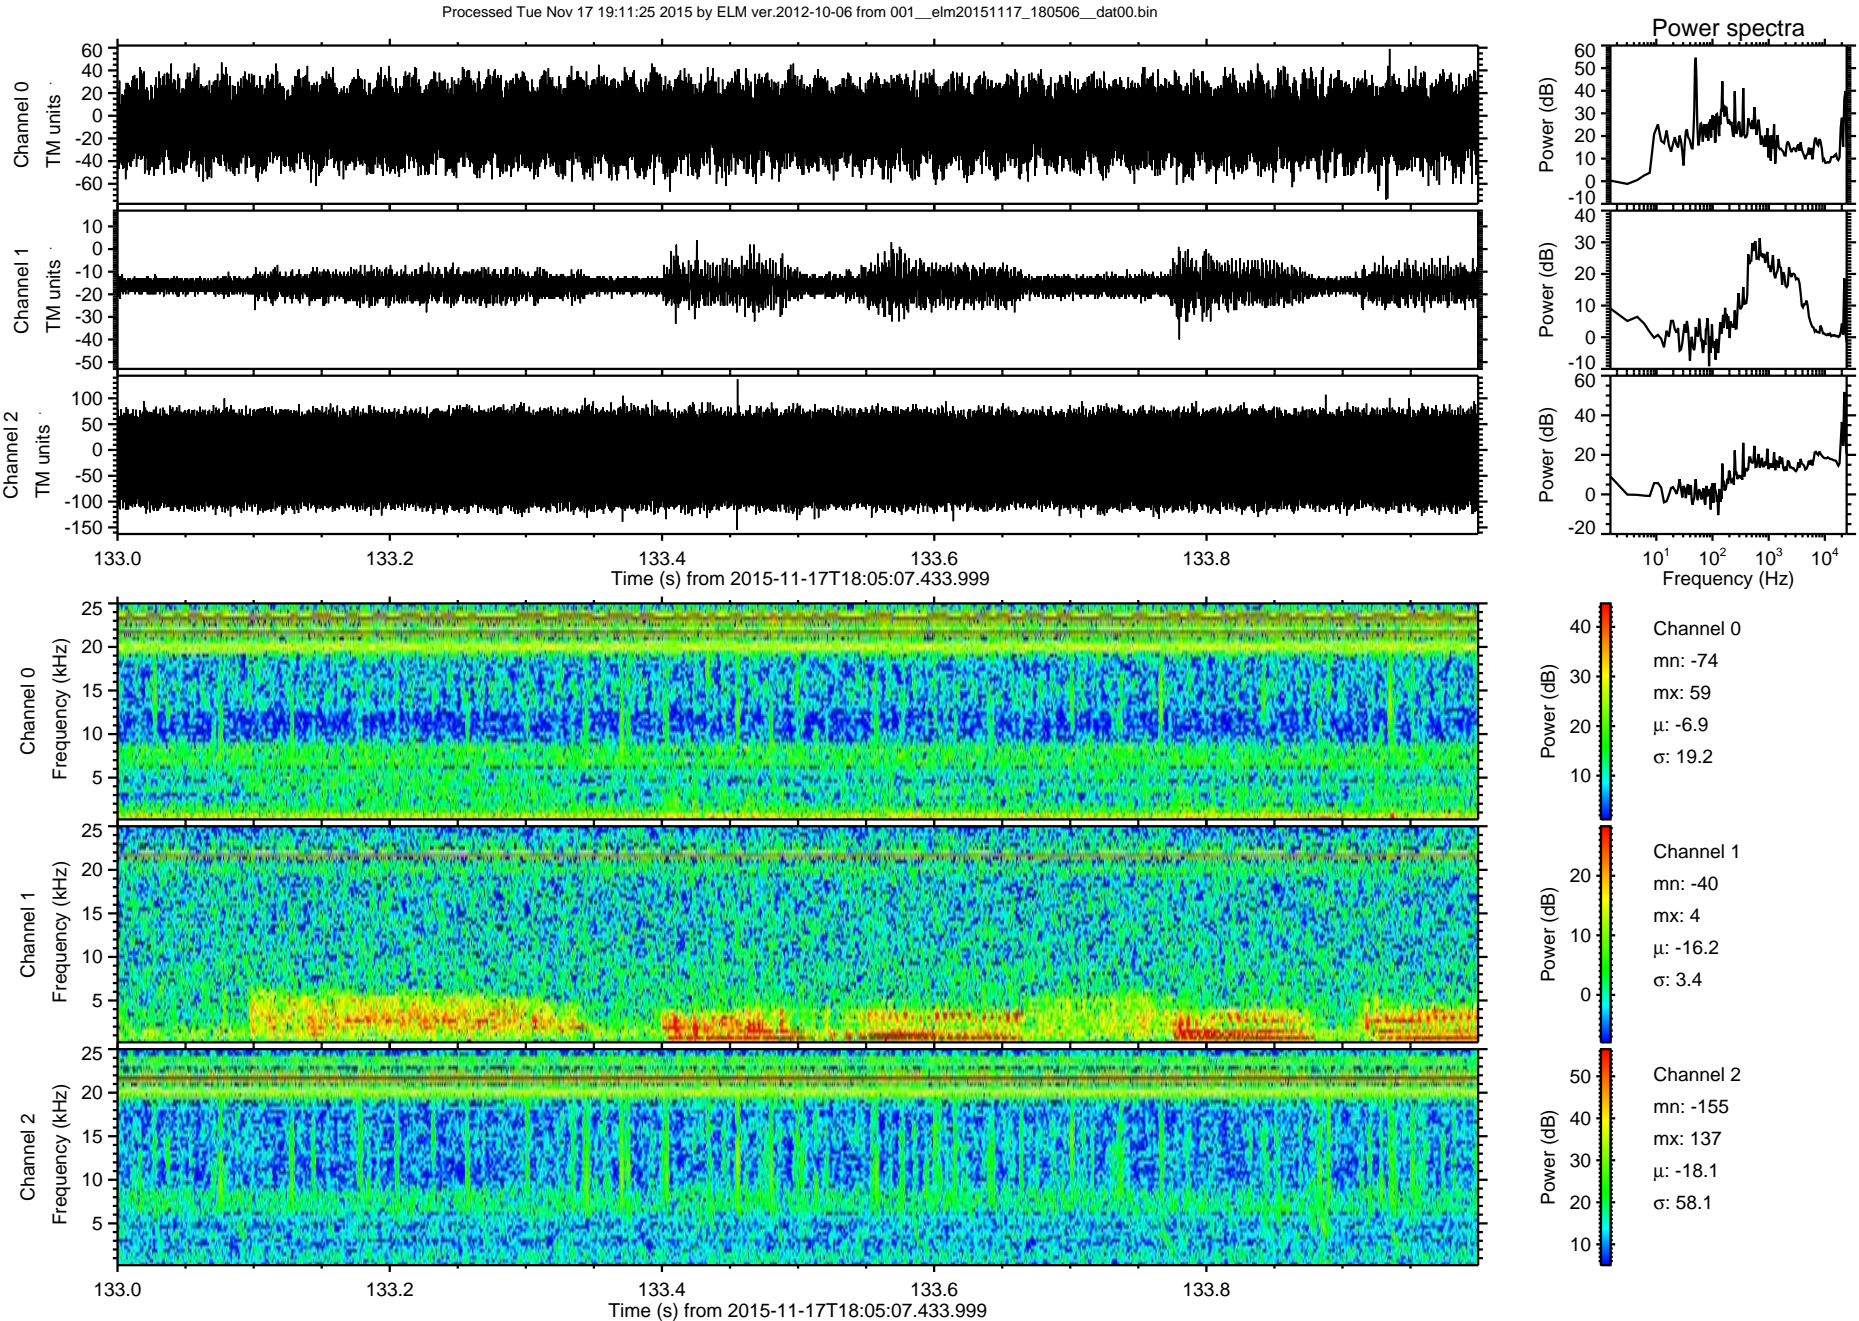 Processed Tue Nov 17 19:11:25 2015 by ELM ver.2012-10-06 from 001__elm20151117_180506__dat00.bin
Power spectra
Channel 0
TM units
60
40
20
0
-20
-40
-60
Power (dB)
60
50
40
30
20
10
0
-10
Channel 1
TM units
10
0
-10
-20
-30
-40
-50
Power (dB)
40
30
20
10
0
-10
Channel 2
TM units
100
50
0
-50
-100
-150
Power (dB)
60
40
20
0
-20
133.0 133.2 133.4 133.6 133.8
Time (s) from 2015-11-17T18:05:07.433.999
10^1 10^2 10^3 10^4
Frequency (Hz)
Channel 0
Frequency (kHz)
25
20
15
10
5
Power (dB)
40
30
20
10
Channel 0
mn: -74
mx: 59
μ: -6.9
σ: 19.2
Channel 1
Frequency (kHz)
25
20
15
10
5
Power (dB)
20
10
0
Channel 1
mn: -40
mx: 4
μ: -16.2
σ: 3.4
Channel 2
Frequency (kHz)
25
20
15
10
5
Power (dB)
50
40
30
20
10
Channel 2
mn: -155
mx: 137
μ: -18.1
σ: 58.1
133.0 133.2 133.4 133.6 133.8
Time (s) from 2015-11-17T18:05:07.433.999